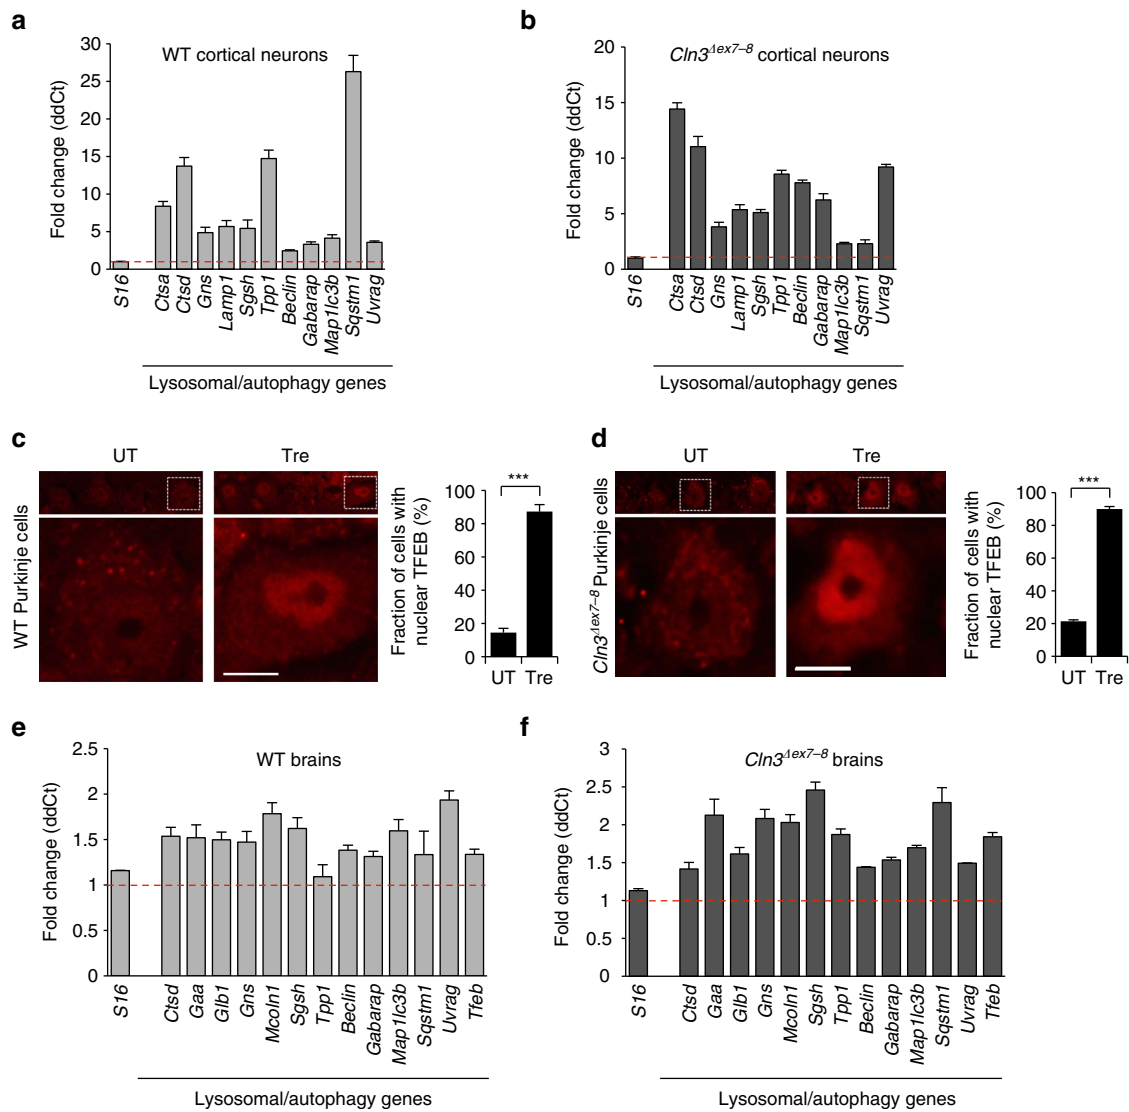 a
WT cortical neurons
Fold change (ddCt)
30
25
20
15
10
5
0
S16
Ctsa
Ctsd
Gns
Lamp1
Sgsh
Tpp1
Beclin
Gabarap
Map1lc3b
Sqstm1
Uvrag
Lysosomal/autophagy genes
b
Cln3Δex7–8 cortical neurons
Fold change (ddCt)
20
15
10
5
0
S16
Ctsa
Ctsd
Gns
Lamp1
Sgsh
Tpp1
Beclin
Gabarap
Map1lc3b
Sqstm1
Uvrag
Lysosomal/autophagy genes
c
UT
Tre
WT Purkinje cells
Fraction of cells with
nuclear TFEB (%)
100
80
60
40
20
0
***
UT Tre
d
UT
Tre
Cln3Δex7–8 Purkinje cells
Fraction of cells with
nuclear TFEB (%)
100
80
60
40
20
0
***
UT Tre
e
WT brains
Fold change (ddCt)
2.5
2
1.5
1
0.5
0
S16
Ctsd
Gaa
Glb1
Gns
Mcoln1
Sgsh
Tpp1
Beclin
Gabarap
Map1lc3b
Sqstm1
Uvrag
Tfeb
Lysosomal/autophagy genes
f
Cln3Δex7–8 brains
Fold change (ddCt)
3
2.5
2
1.5
1
0.5
0
S16
Ctsd
Gaa
Glb1
Gns
Mcoln1
Sgsh
Tpp1
Beclin
Gabarap
Map1lc3b
Sqstm1
Uvrag
Tfeb
Lysosomal/autophagy genes